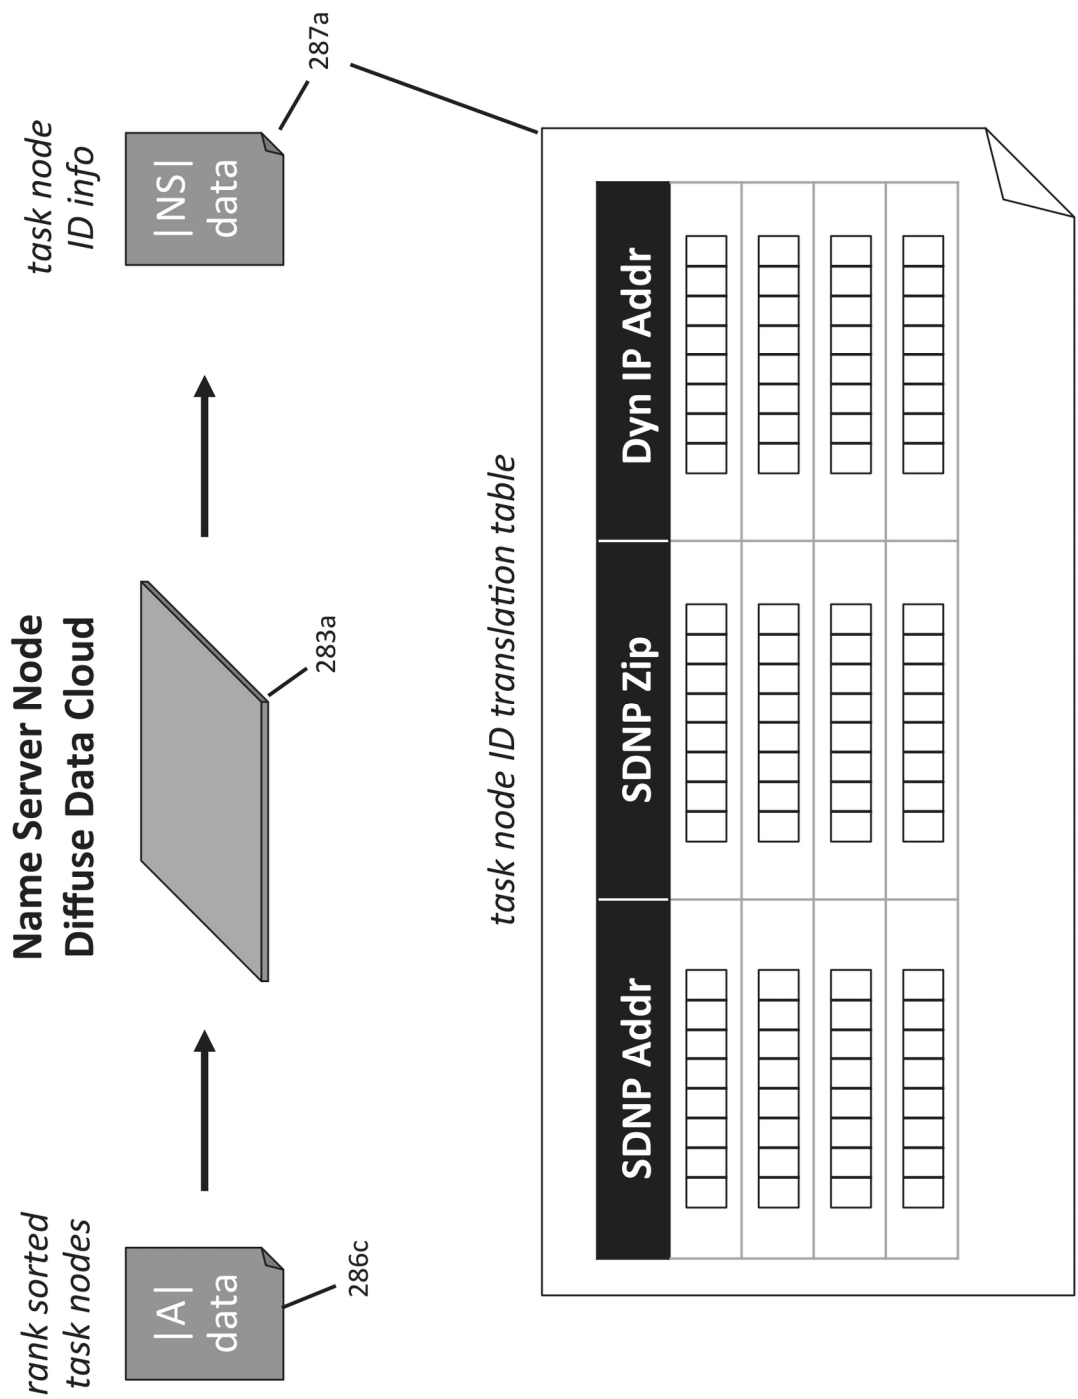 Name Server Node
Diffuse Data Cloud
rank sorted
task nodes
|A|
data
286c
283a
task node
ID info
|NS|
data
287a
task node ID translation table
SDNP Addr
SDNP Zip
Dyn IP Addr